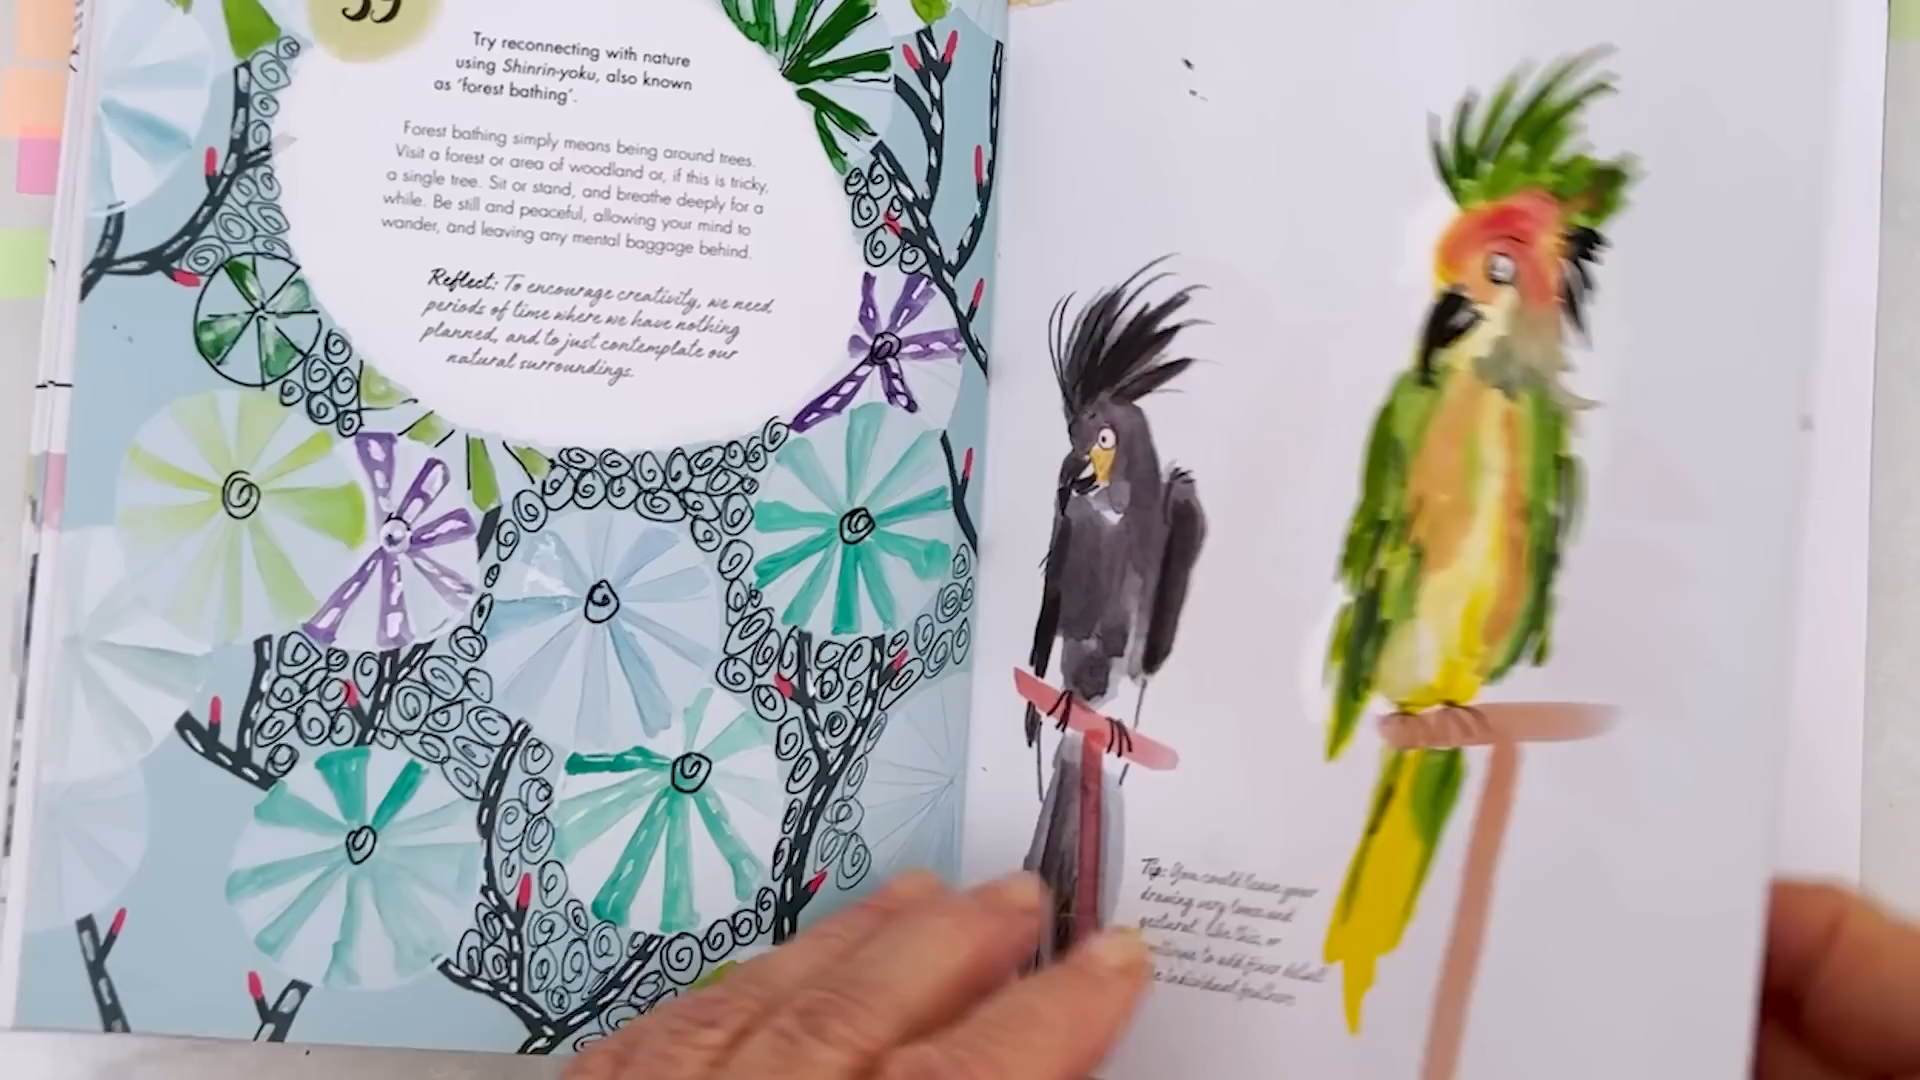 39
Try reconnecting with nature
using Shinrin-yoku, also known
as 'forest bathing'.
Forest bathing simply means being around trees.
Visit a forest or area of woodland or, if this is tricky,
a single tree. Sit or stand, and breathe deeply for a
while. Be still and peaceful, allowing your mind to
wander, and leaving any mental baggage behind.
Reflect: To encourage creativity, we need
periods of time where we have nothing
planned, and to just contemplate our
natural surroundings.
Tip: You could leave your
drawing very loose and
gestural, like this, or
continue to add finer detail
individual feathers